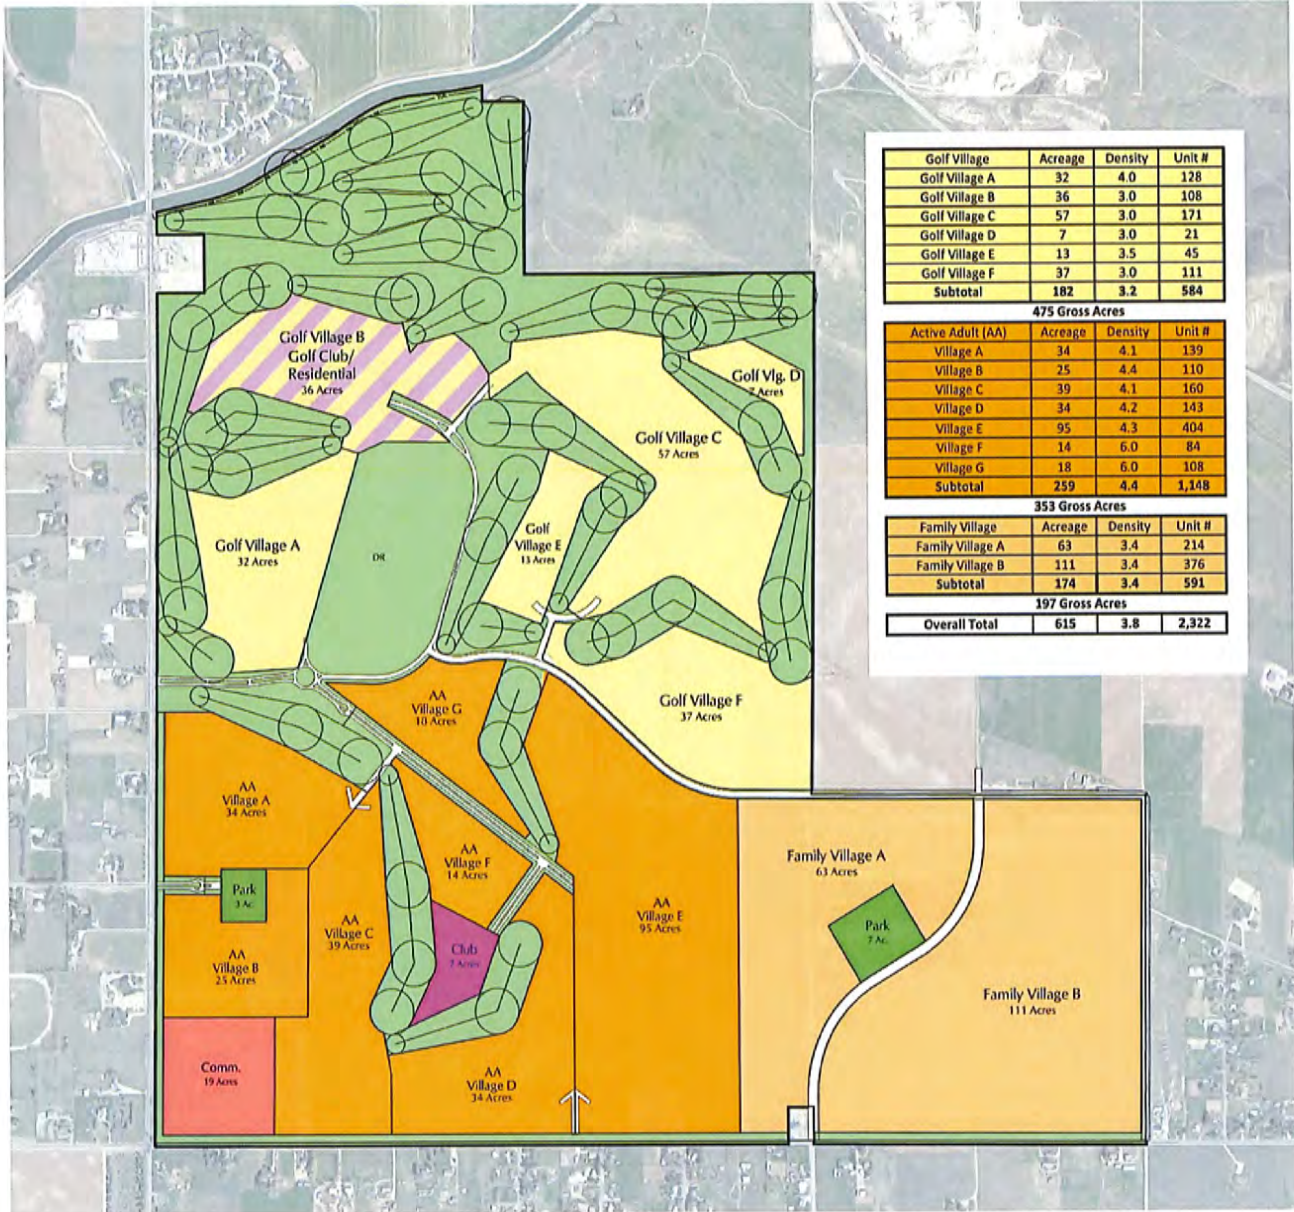 Golf Village Acreage Density Unit #
Golf Village A 32 4.0 128
Golf Village B 36 3.0 108
Golf Village C 57 3.0 171
Golf Village D 7 3.0 21
Golf Village E 13 3.5 45
Golf Village F 37 3.0 111
Subtotal 182 3.2 584
475 Gross Acres
Active Adult (AA) Acreage Density Unit #
Village A 34 4.1 139
Village B 25 4.4 110
Village C 39 4.1 160
Village D 34 4.2 143
Village E 95 4.3 404
Village F 14 6.0 84
Village G 18 6.0 108
Subtotal 259 4.4 1,148
353 Gross Acres
Family Village Acreage Density Unit #
Family Village A 63 3.4 214
Family Village B 111 3.4 376
Subtotal 174 3.4 591
197 Gross Acres
Overall Total 615 3.8 2,322
Golf Village B
Golf Club/
Residential
36 Acres
Golf Vlg. D
7 Acres
Golf Village C
57 Acres
Golf Village A
32 Acres
DR
Golf
Village E
13 Acres
Golf Village F
37 Acres
AA
Village G
18 Acres
AA
Village A
34 Acres
AA
Village F
14 Acres
Family Village A
63 Acres
Park
3 Ac.
AA
Village C
39 Acres
AA
Village E
95 Acres
Park
7 Ac.
AA
Village B
25 Acres
Club
7 Acres
Family Village B
111 Acres
Comm.
19 Acres
AA
Village D
34 Acres